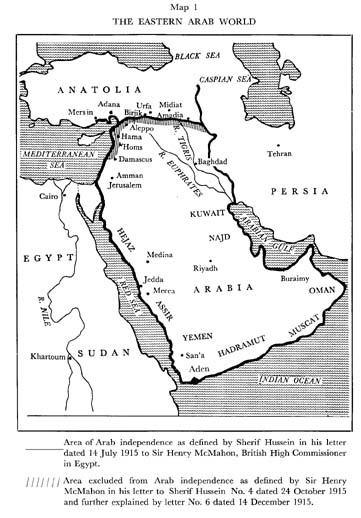 Map 1
THE EASTERN ARAB WORLD
BLACK SEA
CASPIAN SEA
ANATOLIA
Mersin
Adana
Birijik
Urfa
Midiat
Amadia
Aleppo
Hama
Homs
R. TIGRIS
R. EUPHRATES
MEDITERRANEAN
SEA
Damascus
Baghdad
Tehran
Amman
Jerusalem
Cairo
PERSIA
KUWAIT
ARABIAN GULF
NAJD
HEJAZ
EGYPT
Medina
Riyadh
Buraimy
OMAN
ARABIA
RED SEA
Jedda
Mecca
R. NILE
ASSIR
MUSCAT
YEMEN
HADRAMUT
Khartoum
SUDAN
San'a
Aden
INDIAN OCEAN
Area of Arab independence as defined by Sherif Hussein in his letter
dated 14 July 1915 to Sir Henry McMahon, British High Commissioner
in Egypt.
Area excluded from Arab independence as defined by Sir Henry
McMahon in his letter to Sherif Hussein No. 4 dated 24 October 1915
and further explained by letter No. 6 dated 14 December 1915.